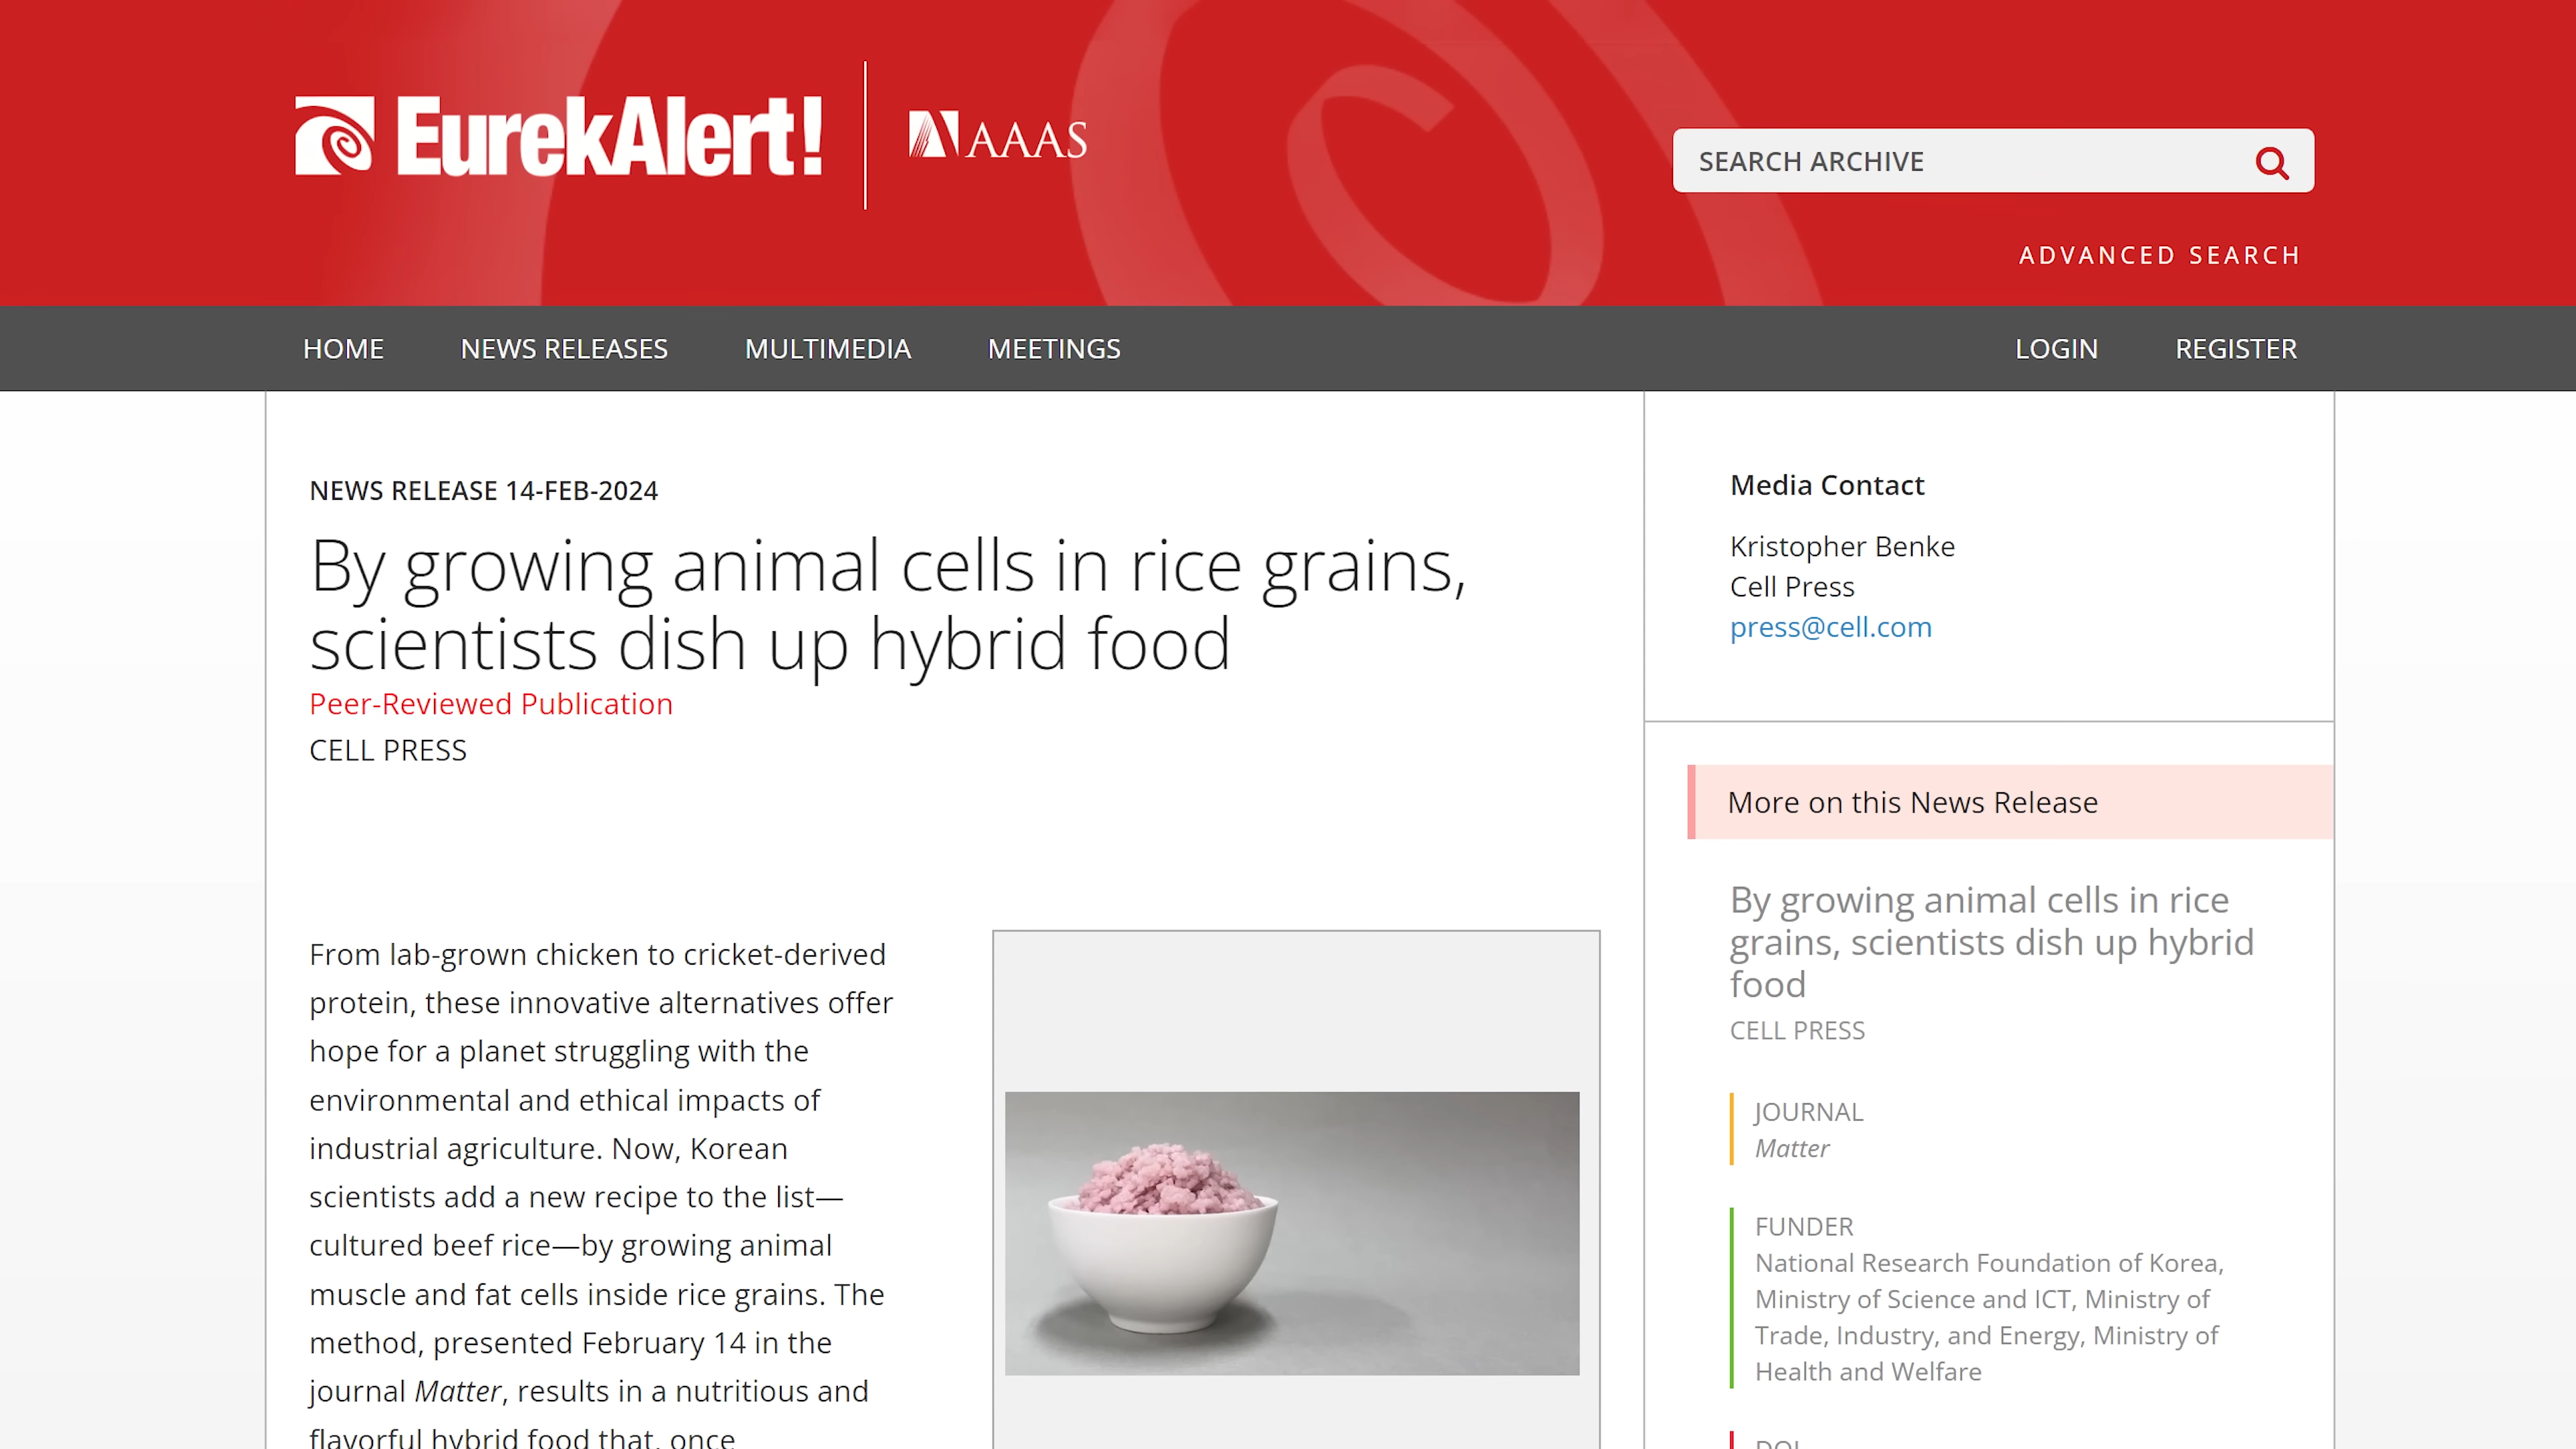 EurekAlert!
AAAS
SEARCH ARCHIVE
ADVANCED SEARCH
HOME
NEWS RELEASES
MULTIMEDIA
MEETINGS
LOGIN
REGISTER
NEWS RELEASE 14-FEB-2024
By growing animal cells in rice grains,
scientists dish up hybrid food
Peer-Reviewed Publication
CELL PRESS
From lab-grown chicken to cricket-derived
protein, these innovative alternatives offer
hope for a planet struggling with the
environmental and ethical impacts of
industrial agriculture. Now, Korean
scientists add a new recipe to the list—
cultured beef rice—by growing animal
muscle and fat cells inside rice grains. The
method, presented February 14 in the
journal Matter, results in a nutritious and
flavorful hybrid food that, once
Media Contact
Kristopher Benke
Cell Press
press@cell.com
More on this News Release
By growing animal cells in rice
grains, scientists dish up hybrid
food
CELL PRESS
JOURNAL
Matter
FUNDER
National Research Foundation of Korea,
Ministry of Science and ICT, Ministry of
Trade, Industry, and Energy, Ministry of
Health and Welfare
DOI